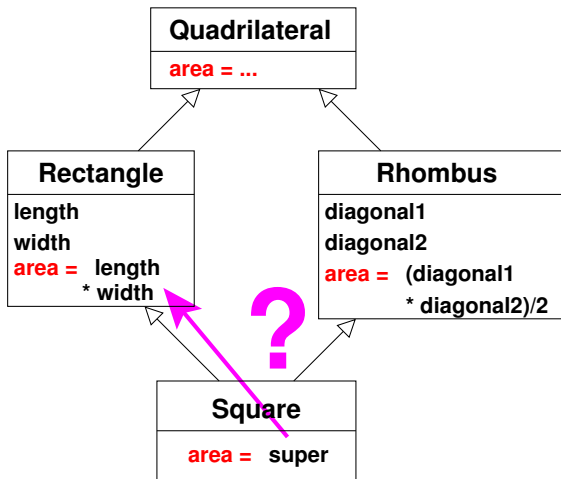 Quadrilateral
area = ...
Rectangle
length
width
area = length
* width
Rhombus
diagonal1
diagonal2
area = (diagonal1
* diagonal2)/2
?
Square
area = super